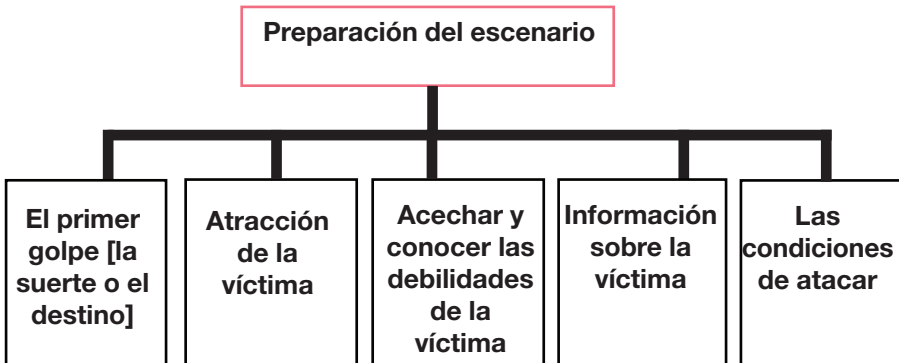 Preparación del escenario
El primer
golpe [la
suerte o el
destino]
Atracción
de la
víctima
Acechar y
conocer las
debilidades
de la
víctima
Información
sobre la
víctima
Las
condiciones
de atacar